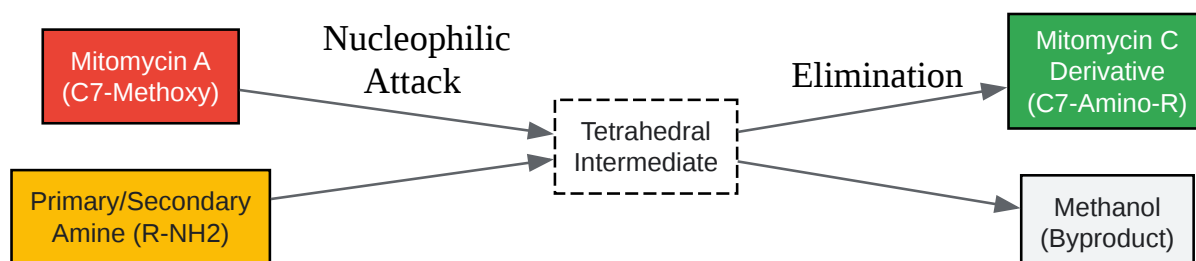 Mitomycin A
(C7-Methoxy)
Nucleophilic
Attack
Primary/Secondary
Amine (R-NH2)
Tetrahedral
Intermediate
Elimination
Mitomycin C
Derivative
(C7-Amino-R)
Methanol
(Byproduct)